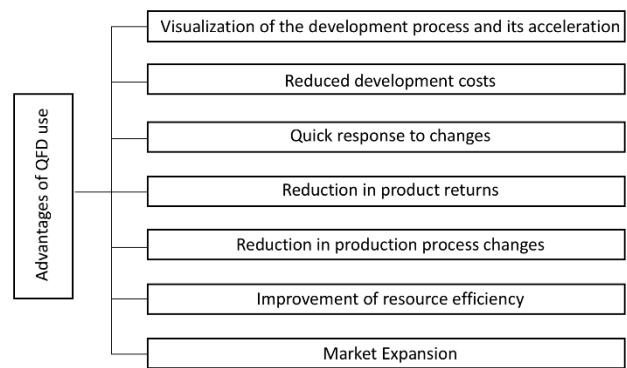 Advantages of QFD use
Visualization of the development process and its acceleration
Reduced development costs
Quick response to changes
Reduction in product returns
Reduction in production process changes
Improvement of resource efficiency
Market Expansion